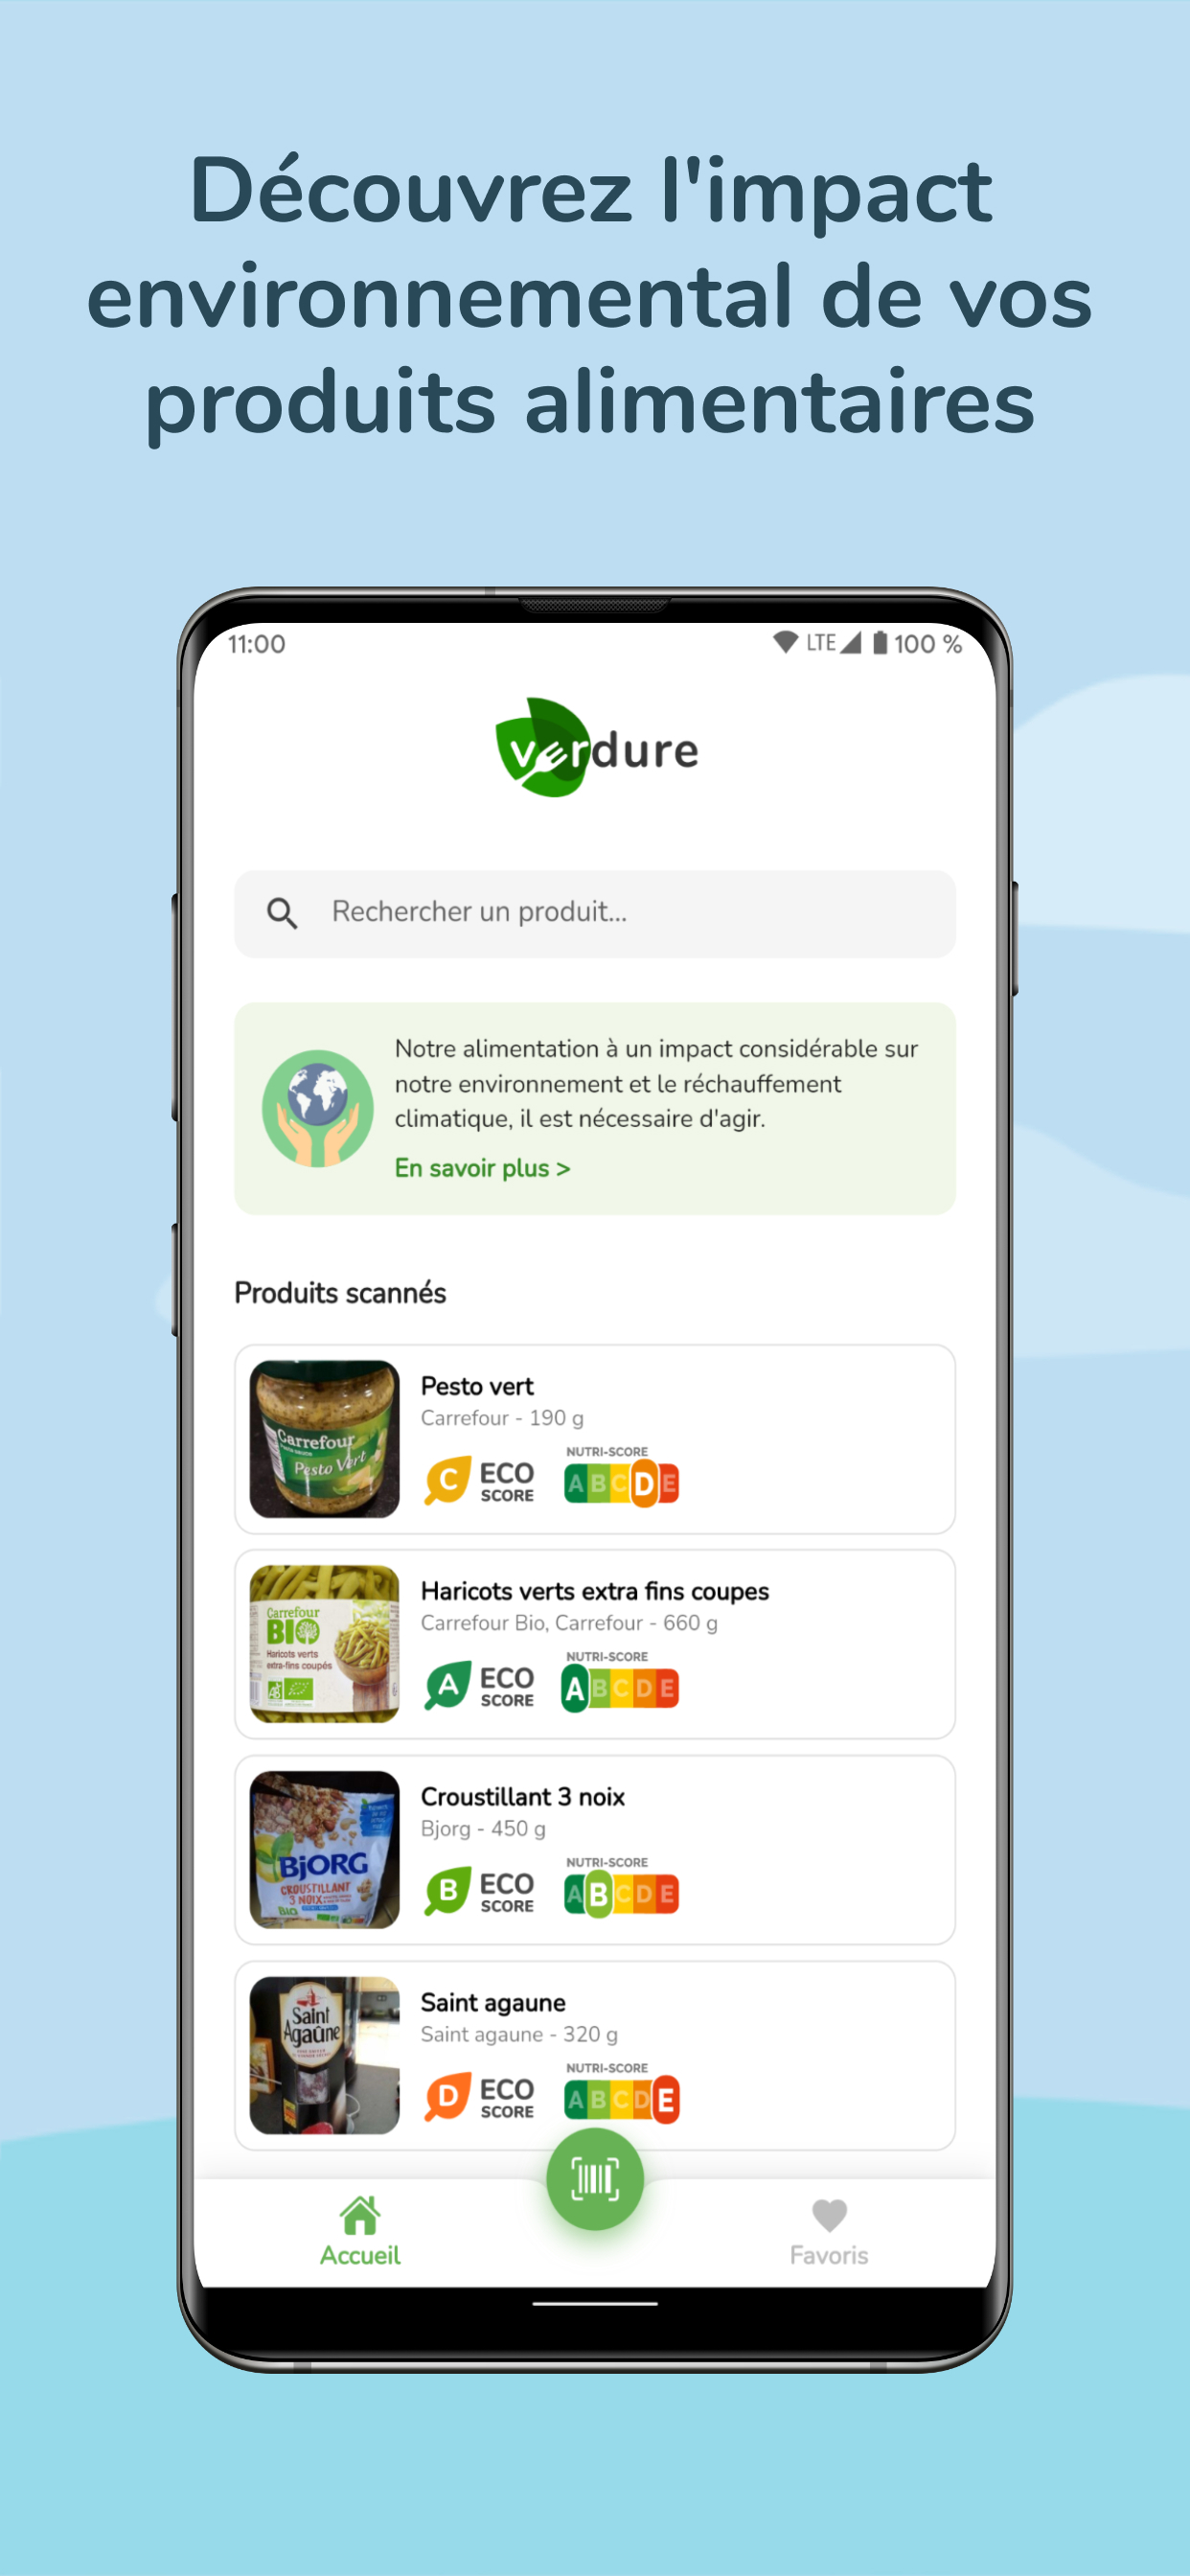 Découvrez l'impact
environnemental de vos
produits alimentaires
11:00
LTE
100 %
verdure
Rechercher un produit...
Notre alimentation à un impact considérable sur
notre environnement et le réchauffement
climatique, il est nécessaire d'agir.
En savoir plus >
Produits scannés
Carrefour
Pesto Vert
Pesto vert
Carrefour - 190 g
C ECO
SCORE
NUTRI-SCORE
A B C D E
Carrefour
BIO
Haricots verts
extra-fins coupés
AB
Haricots verts extra fins coupes
Carrefour Bio, Carrefour - 660 g
A ECO
SCORE
NUTRI-SCORE
A B C D E
BJORG
CROUSTILLANT
3 NOIX
Bio
Croustillant 3 noix
Bjorg - 450 g
B ECO
SCORE
NUTRI-SCORE
A B C D E
Saint
Agaûne
Saint agaune
Saint agaune - 320 g
D ECO
SCORE
NUTRI-SCORE
A B C D E
Accueil
Favoris